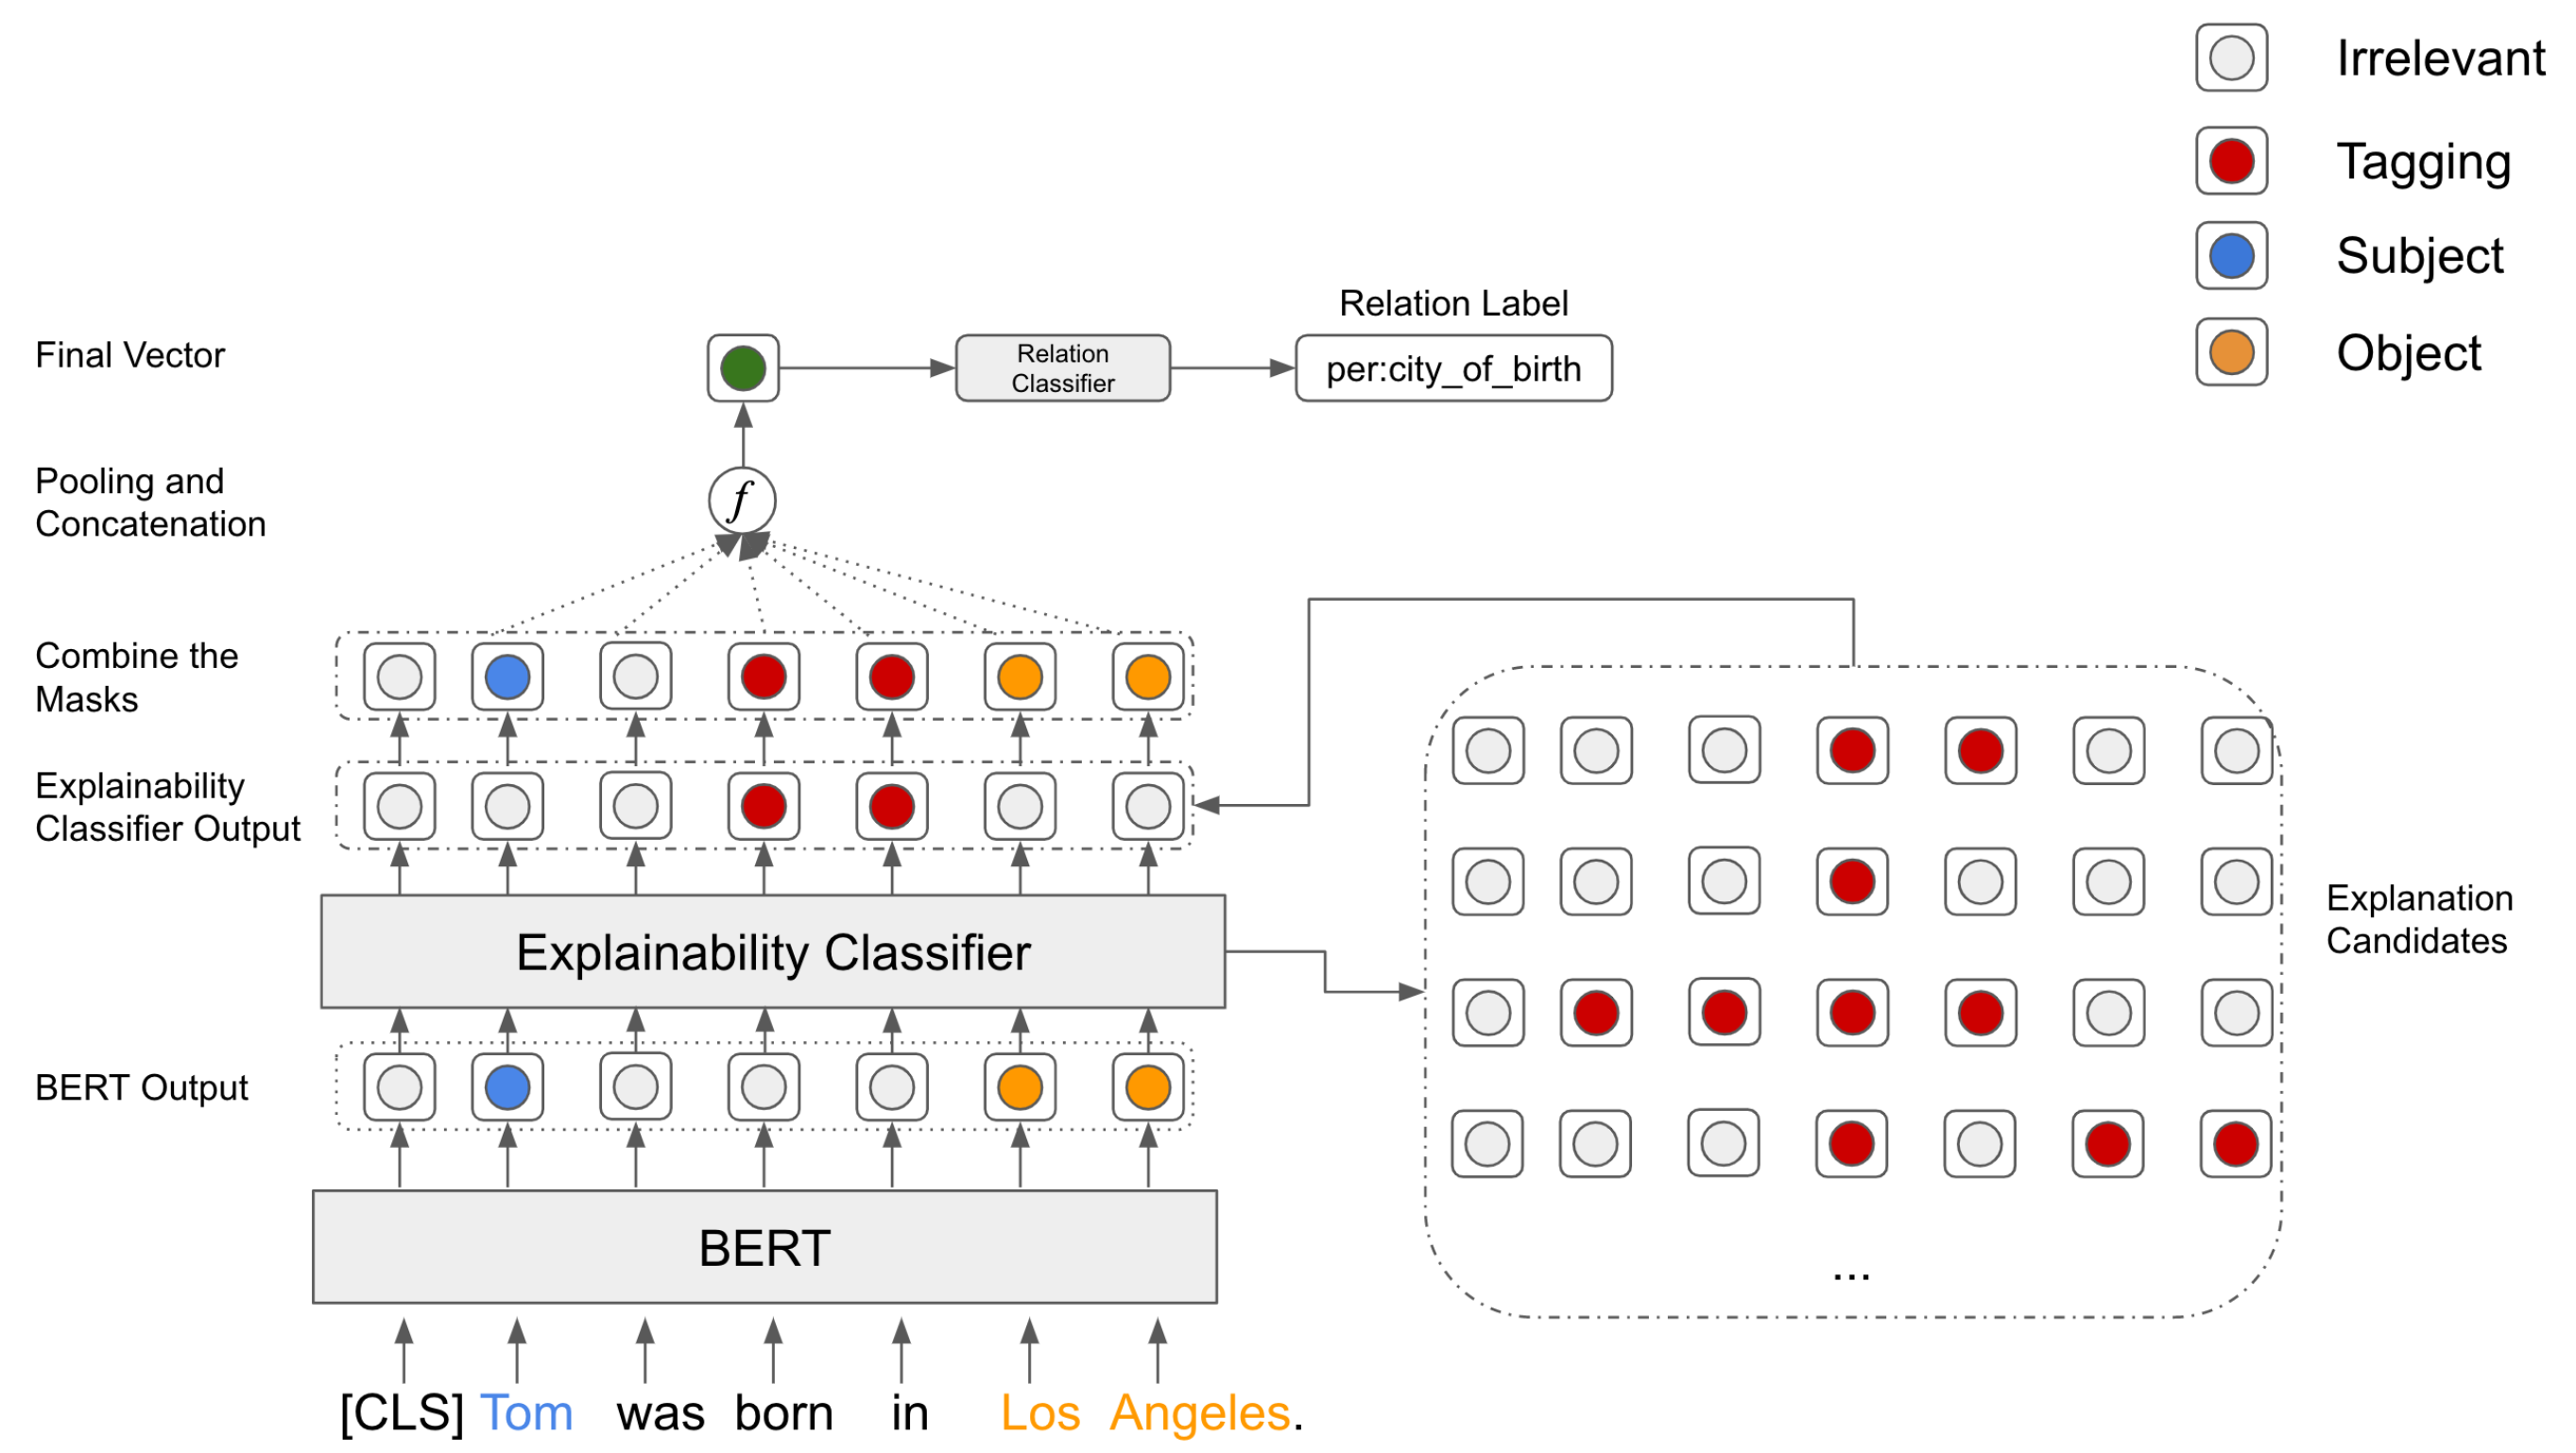 Irrelevant
Tagging
Subject
Object
Relation Label
Final Vector
Relation
Classifier
per:city_of_birth
Pooling and
Concatenation
f
Combine the
Masks
Explainability
Classifier Output
Explainability Classifier
Explanation
Candidates
BERT Output
BERT
...
[CLS] Tom was born in Los Angeles.